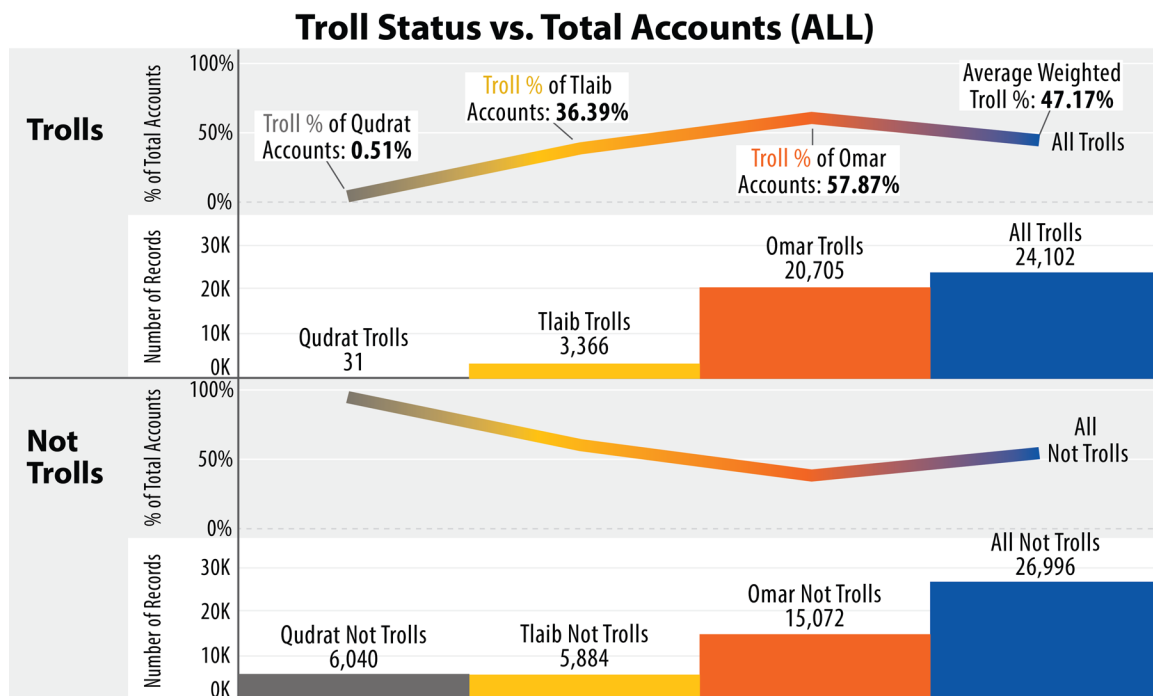 Troll Status vs. Total Accounts (ALL)
Trolls
% of Total Accounts
100%
50%
0%
Troll % of Qudrat
Accounts: 0.51%
Troll % of Tlaib
Accounts: 36.39%
Troll % of Omar
Accounts: 57.87%
Average Weighted
Troll %: 47.17%
All Trolls
Number of Records
30K
20K
10K
0K
Qudrat Trolls
31
Tlaib Trolls
3,366
Omar Trolls
20,705
All Trolls
24,102
Not
Trolls
% of Total Accounts
100%
50%
0%
All
Not Trolls
Number of Records
30K
20K
10K
0K
Qudrat Not Trolls
6,040
Tlaib Not Trolls
5,884
Omar Not Trolls
15,072
All Not Trolls
26,996